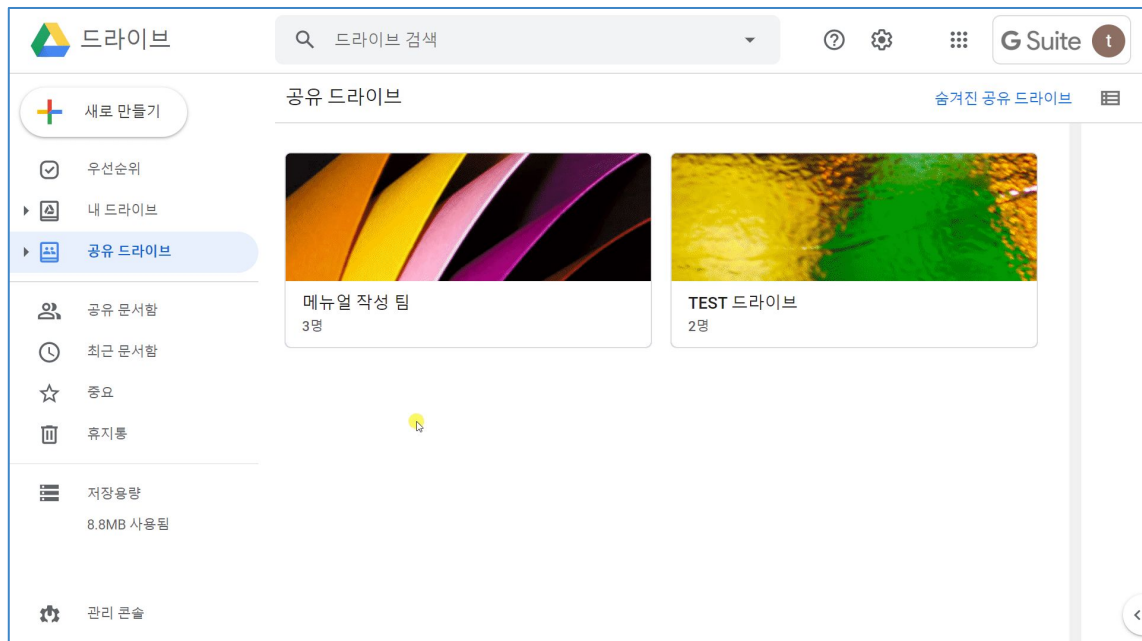 드라이브
드라이브 검색
G Suite
t
새로 만들기
공유 드라이브
숨겨진 공유 드라이브
우선순위
내 드라이브
공유 드라이브
공유 문서함
최근 문서함
중요
휴지통
저장용량
8.8MB 사용됨
관리 콘솔
메뉴얼 작성 팀
3명
TEST 드라이브
2명